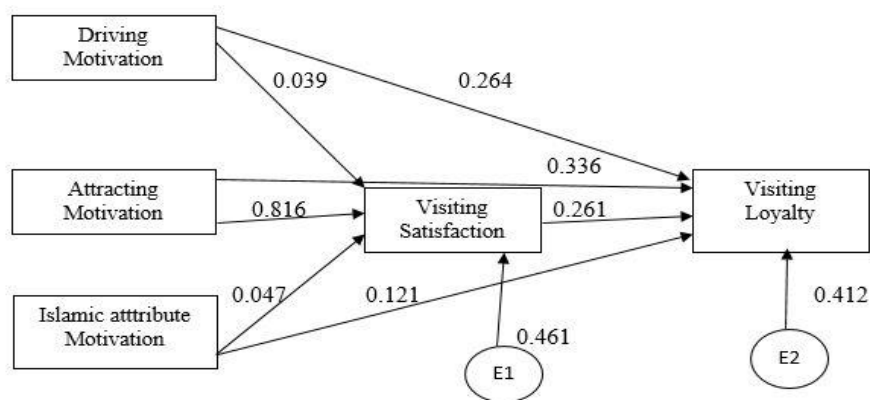 Driving
Motivation
0.039
0.264
Attracting
Motivation
0.336
0.816
Visiting
Satisfaction
0.261
Visiting
Loyalty
Islamic atttribute
Motivation
0.047
0.121
0.461
0.412
E1
E2